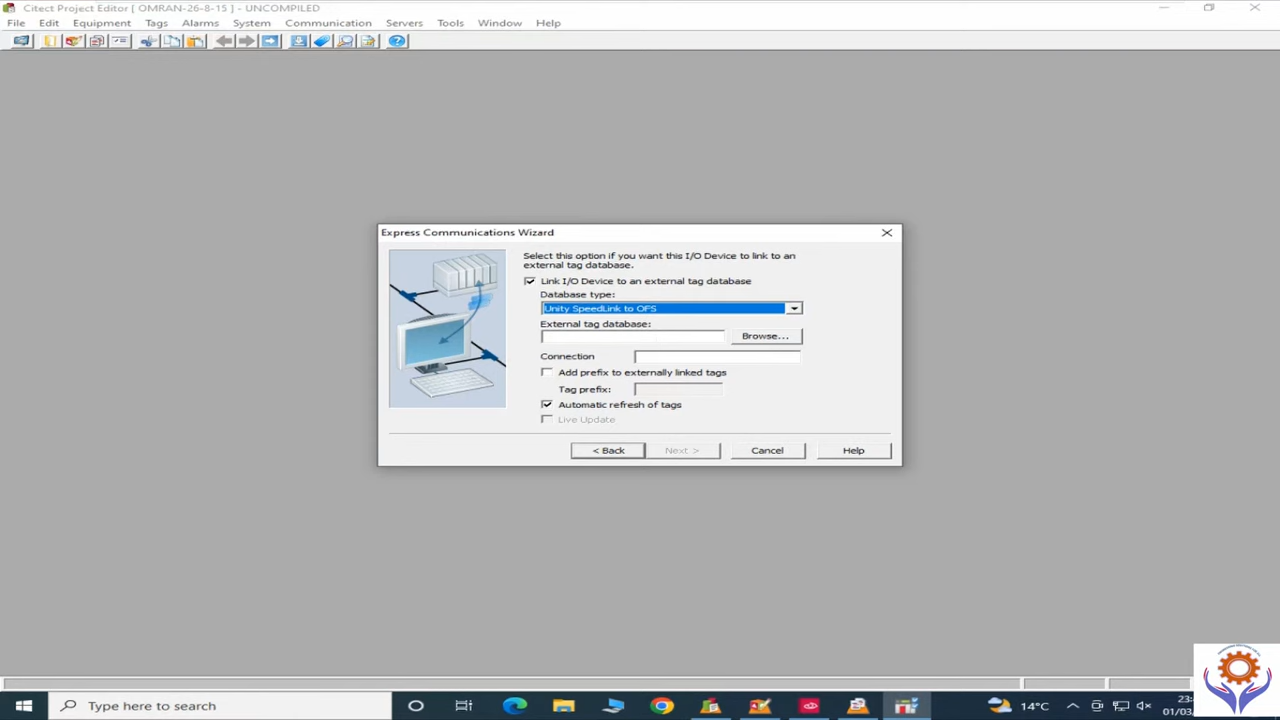 Citect Project Editor [ OMRAN-26-8-15 ] - UNCOMPILED
File Edit Equipment Tags Alarms System Communication Servers Tools Window Help
Express Communications Wizard
Select this option if you want this I/O Device to link to an
external tag database.
Link I/O Device to an external tag database
Database type:
Unity SpeedLink to OFS
External tag database:
Browse...
Connection
Add prefix to externally linked tags
Tag prefix:
Automatic refresh of tags
Live Update
< Back Next > Cancel Help
Type here to search
14°C
23:
01/03